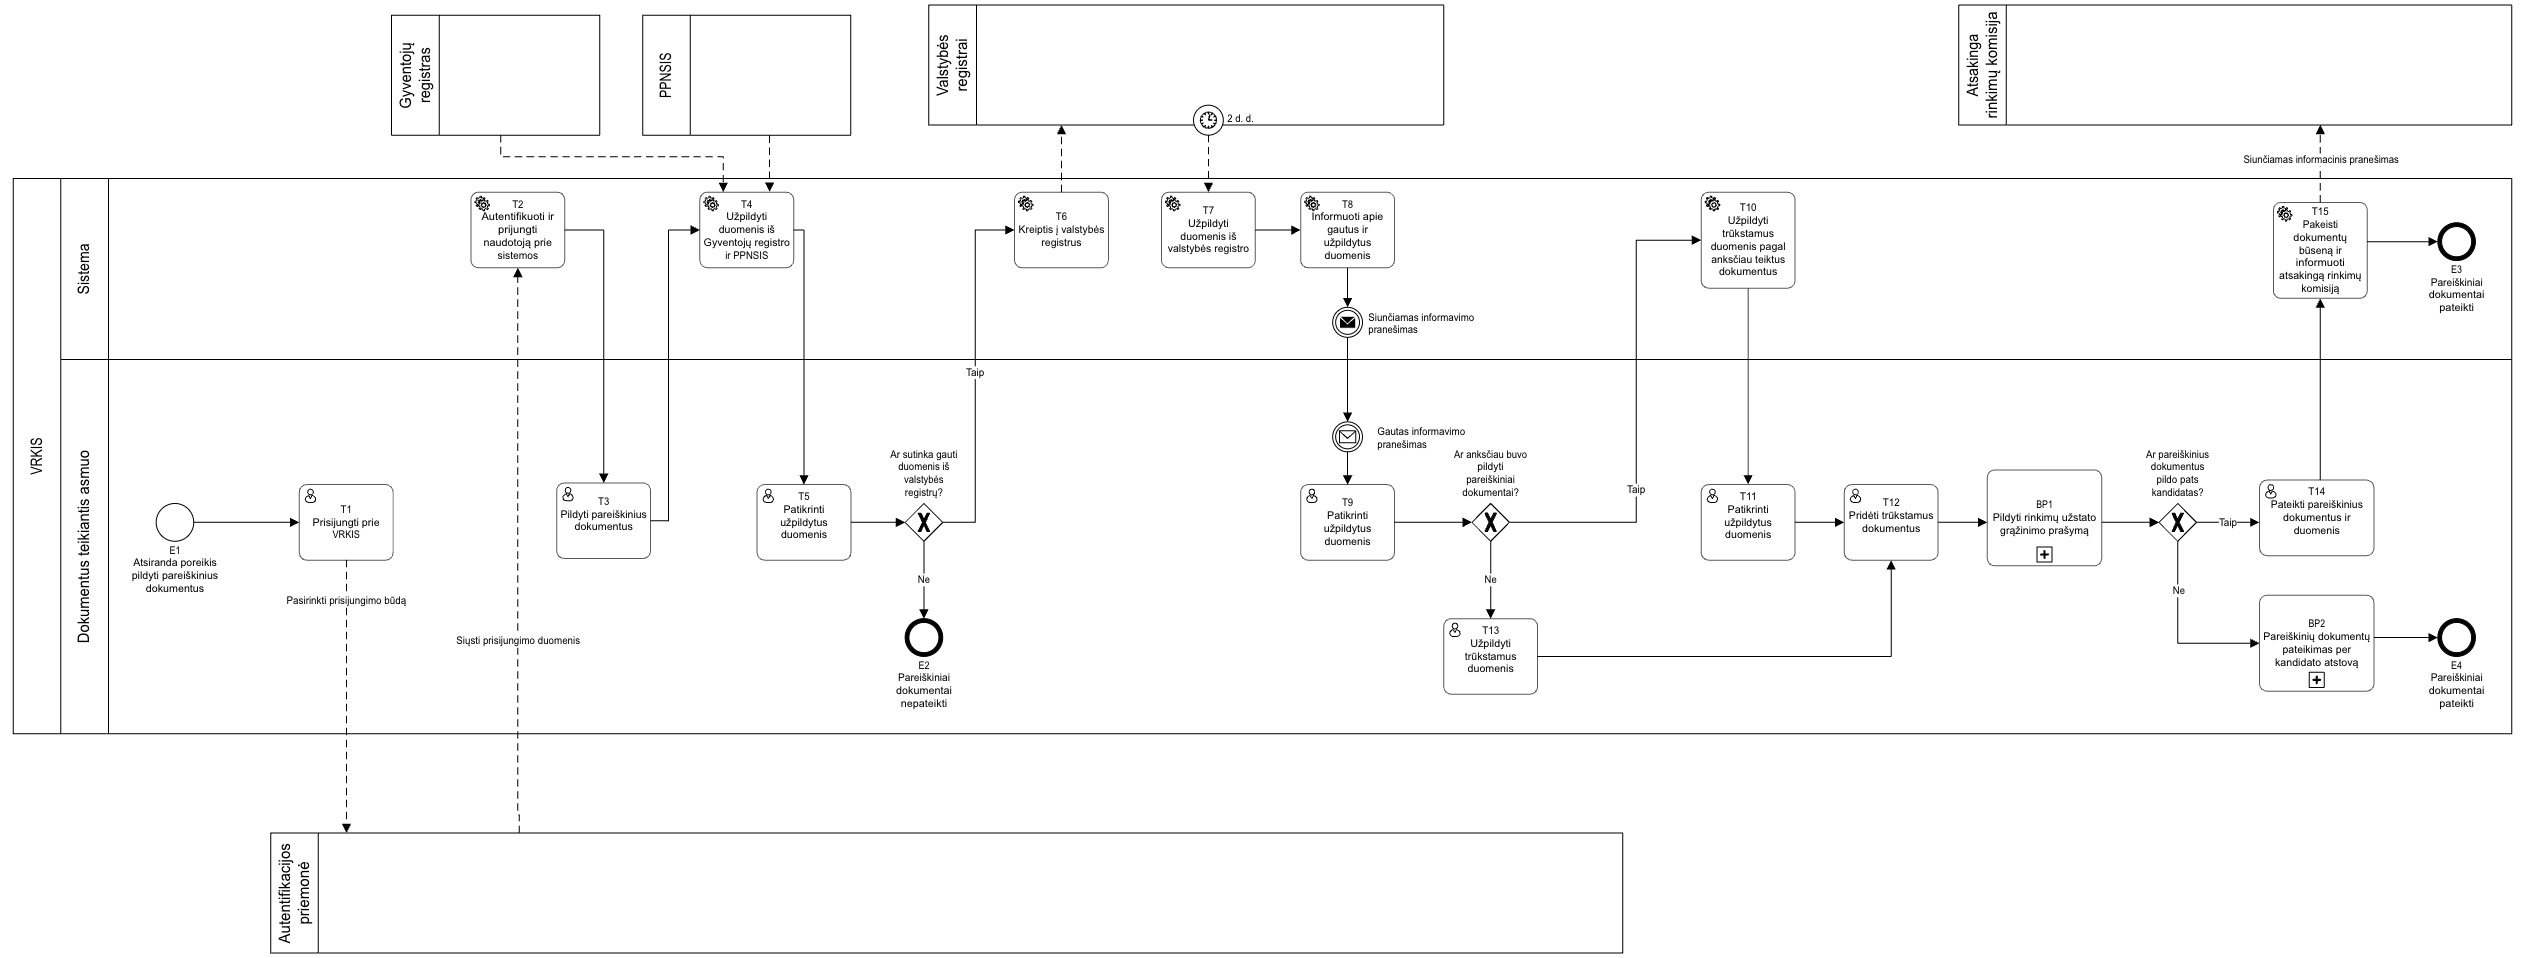 Gyventojų
registras
PPNSIS
Valstybės
registrai
2 d. d.
Atsakinga
rinkimų komisija
Siunčiamas informacinis pranešimas
VRKIS
Sistema
T2
Autentifikuoti ir
prijungti
naudotoją prie
sistemos
T4
Užpildyti
duomenis iš
Gyventojų registro
ir PPNSIS
T6
Kreiptis į valstybės
registrus
T7
Užpildyti
duomenis iš
valstybės registro
T8
Informuoti apie
gautus ir
užpildytus
duomenis
Siunčiamas informavimo
pranešimas
T10
Užpildyti
trūkstamus
duomenis pagal
anksčiau teiktus
dokumentus
T15
Pakeisti
dokumentų
būseną ir
informuoti
atsakingą rinkimų
komisiją
E3
Pareiškiniai
dokumentai
pateikti
Dokumentus teikiantis asmuo
E1
Atsiranda poreikis
pildyti pareiškinius
dokumentus
T1
Prisijungti prie
VRKIS
Pasirinkti prisijungimo būdą
Siųsti prisijungimo duomenis
T3
Pildyti pareiškinius
dokumentus
T5
Patikrinti
užpildytus
duomenis
Ar sutinka gauti
duomenis iš
valstybės
registrų?
Taip
Ne
E2
Pareiškiniai
dokumentai
nepateikti
Gautas informavimo
pranešimas
T9
Patikrinti
užpildytus
duomenis
Ar anksčiau buvo
pildyti
pareiškiniai
dokumentai?
Taip
Ne
T13
Užpildyti
trūkstamus
duomenis
T11
Patikrinti
užpildytus
duomenis
T12
Pridėti trūkstamus
dokumentus
BP1
Pildyti rinkimų užstato
grąžinimo prašymą
Ar pareiškinius
dokumentus
pildo pats
kandidatas?
Taip
Ne
T14
Pateikti pareiškinius
dokumentus ir
duomenis
BP2
Pareiškinių dokumentų
pateikimas per
kandidato atstovą
E4
Pareiškiniai
dokumentai
pateikti
Autentifikacijos
priemonė